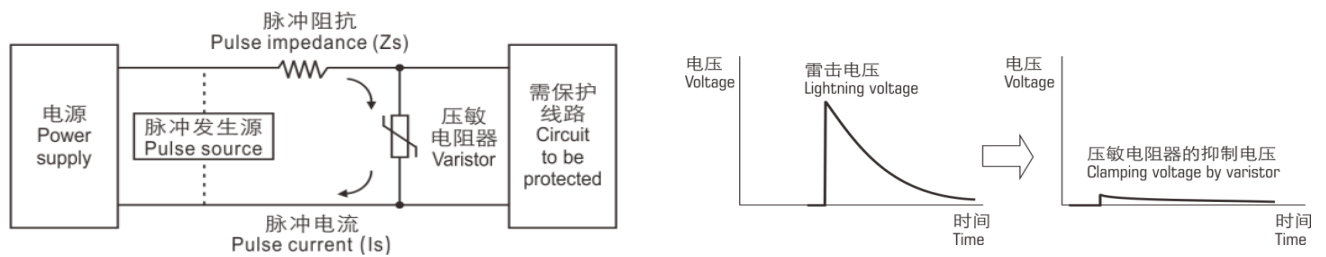 脉冲阻抗
Pulse impedance (Zs)
电源
Power
supply
脉冲发生源
Pulse source
压敏
电阻器
Varistor
需保护
线路
Circuit
to be
protected
脉冲电流
Pulse current (Is)
电压
Voltage
雷击电压
Lightning voltage
时间
Time
电压
Voltage
压敏电阻器的抑制电压
Clamping voltage by varistor
时间
Time